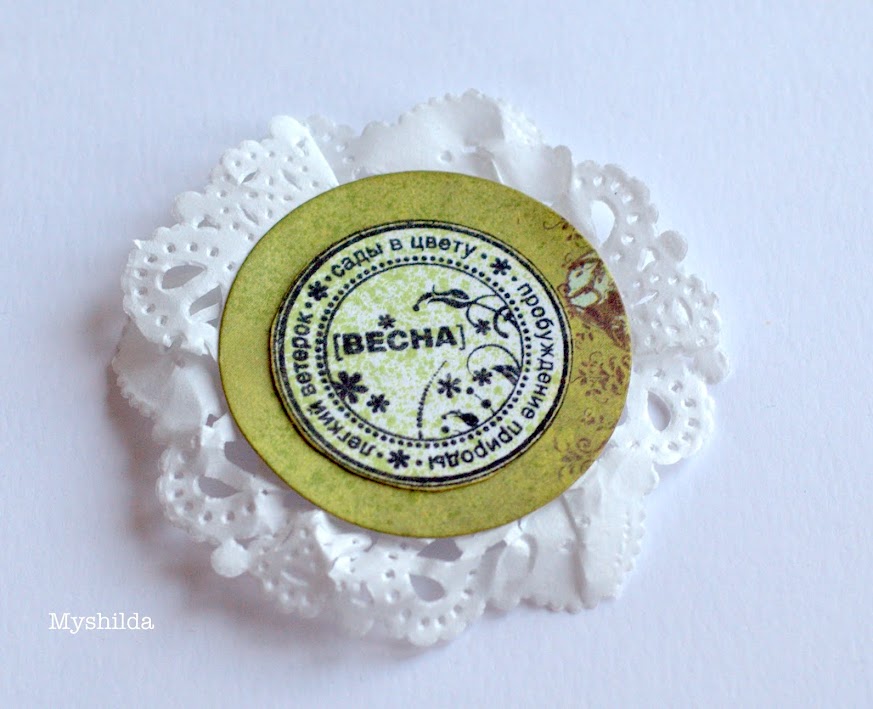 сады в цвету
пробуждение природы
легкий ветерок
[ВЕСНА]
Myshilda